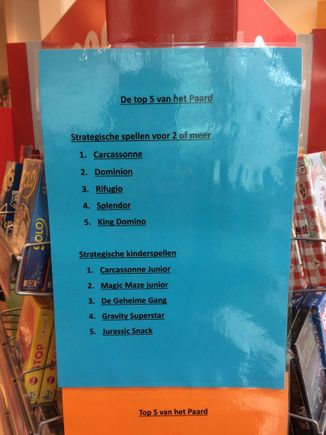 De top 5 van het Paard
Strategische spellen voor 2 of meer
1. Carcassonne
2. Dominion
3. Rifugio
4. Splendor
5. King Domino
Strategische kinderspellen
1. Carcassonne Junior
2. Magic Maze junior
3. De Geheime Gang
4. Gravity Superstar
5. Jurassic Snack
Top 5 van het Paard
SOLO
STOP